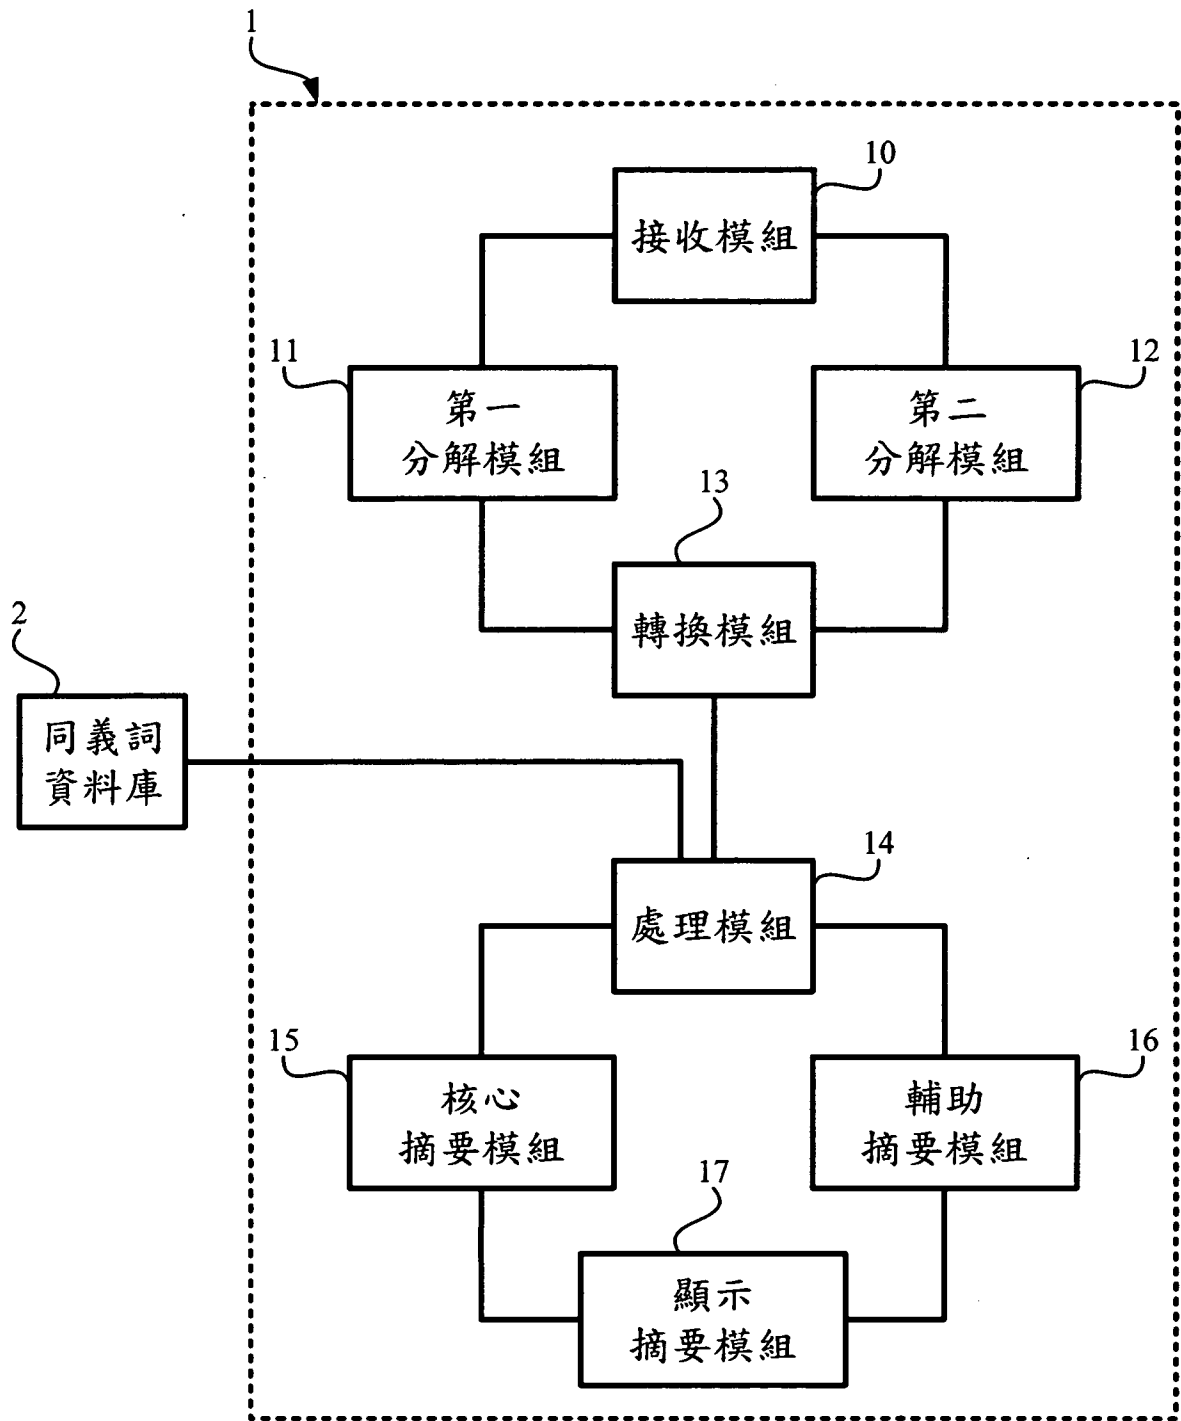 1
10
接收模組
11
12
第一
分解模組
第二
分解模組
13
轉換模組
2
同義詞
資料庫
14
處理模組
15
16
核心
摘要模組
輔助
摘要模組
17
顯示
摘要模組